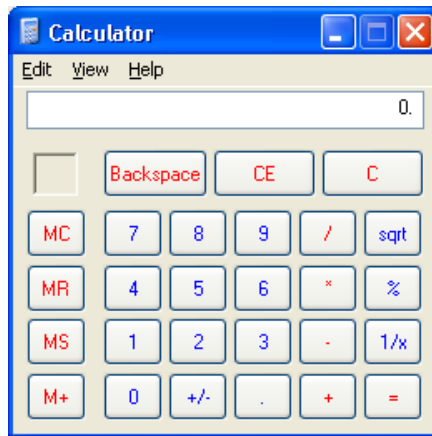 Calculator
Edit View Help
0.
Backspace CE C
MC 7 8 9 / sqrt
MR 4 5 6 * %
MS 1 2 3 - 1/x
M+ 0 +/- . + =